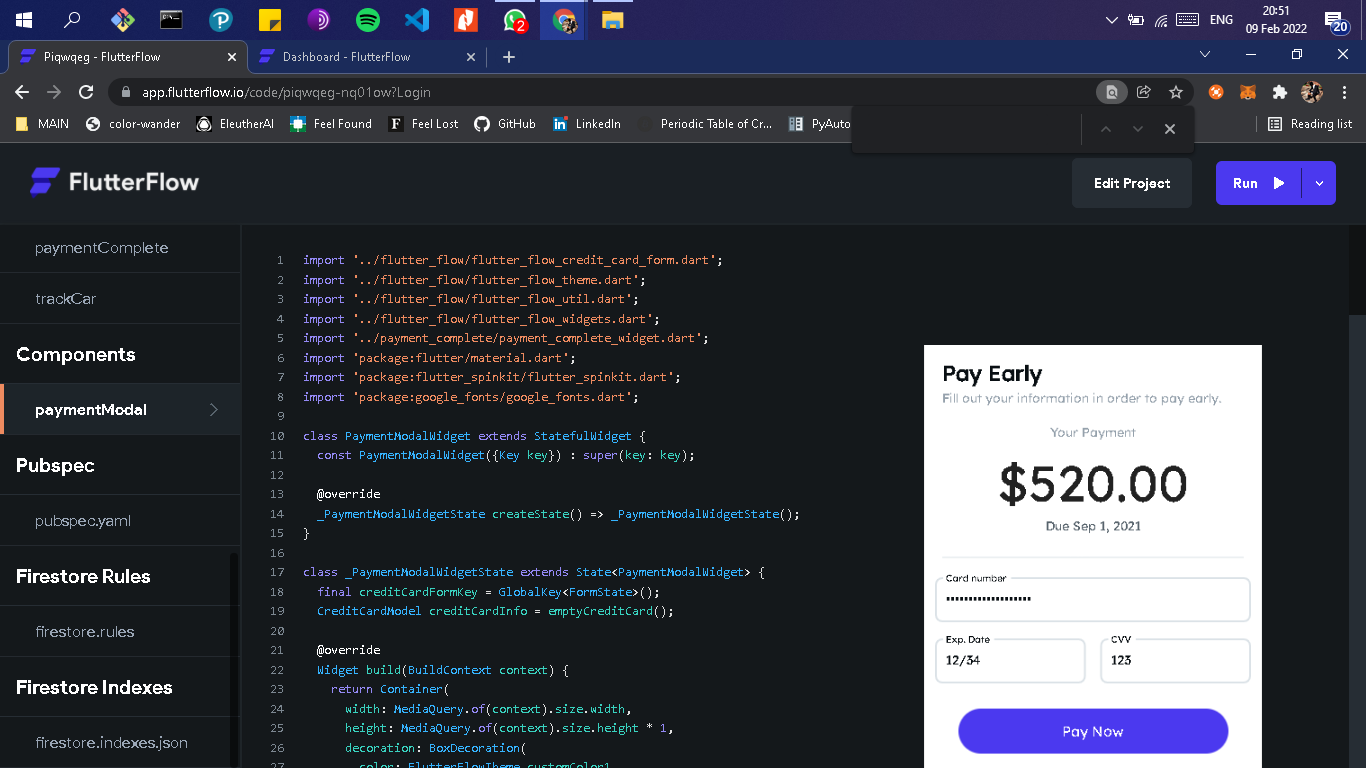 ENG
20:51
09 Feb 2022
20
2
Piqwqeg - FlutterFlow
Dashboard - FlutterFlow
app.flutterflow.io/code/piqwqeg-nq01ow?Login
MAIN
color-wander
EleutherAI
Feel Found
F Feel Lost
GitHub
in LinkedIn
Periodic Table of Cr...
PyAuto
Reading list
FlutterFlow
Edit Project
Run
paymentComplete
trackCar
Components
paymentModal
Pubspec
pubspec.yaml
Firestore Rules
firestore.rules
Firestore Indexes
firestore.indexes.json
1 import '../flutter_flow/flutter_flow_credit_card_form.dart';
2 import '../flutter_flow/flutter_flow_theme.dart';
3 import '../flutter_flow/flutter_flow_util.dart';
4 import '../flutter_flow/flutter_flow_widgets.dart';
5 import '../payment_complete/payment_complete_widget.dart';
6 import 'package:flutter/material.dart';
7 import 'package:flutter_spinkit/flutter_spinkit.dart';
8 import 'package:google_fonts/google_fonts.dart';
9
10 class PaymentModalWidget extends StatefulWidget {
11   const PaymentModalWidget({Key key}) : super(key: key);
12
13   @override
14   _PaymentModalWidgetState createState() => _PaymentModalWidgetState();
15 }
16
17 class _PaymentModalWidgetState extends State<PaymentModalWidget> {
18   final creditCardFormKey = GlobalKey<FormState>();
19   CreditCardModel creditCardInfo = emptyCreditCard();
20
21   @override
22   Widget build(BuildContext context) {
23     return Container(
24       width: MediaQuery.of(context).size.width,
25       height: MediaQuery.of(context).size.height * 1,
26       decoration: BoxDecoration(
27         color: FlutterFlowTheme.customColor1,
Pay Early
Fill out your information in order to pay early.
Your Payment
$520.00
Due Sep 1, 2021
Card number
•••••••••••••••••••
Exp. Date
12/34
CVV
123
Pay Now